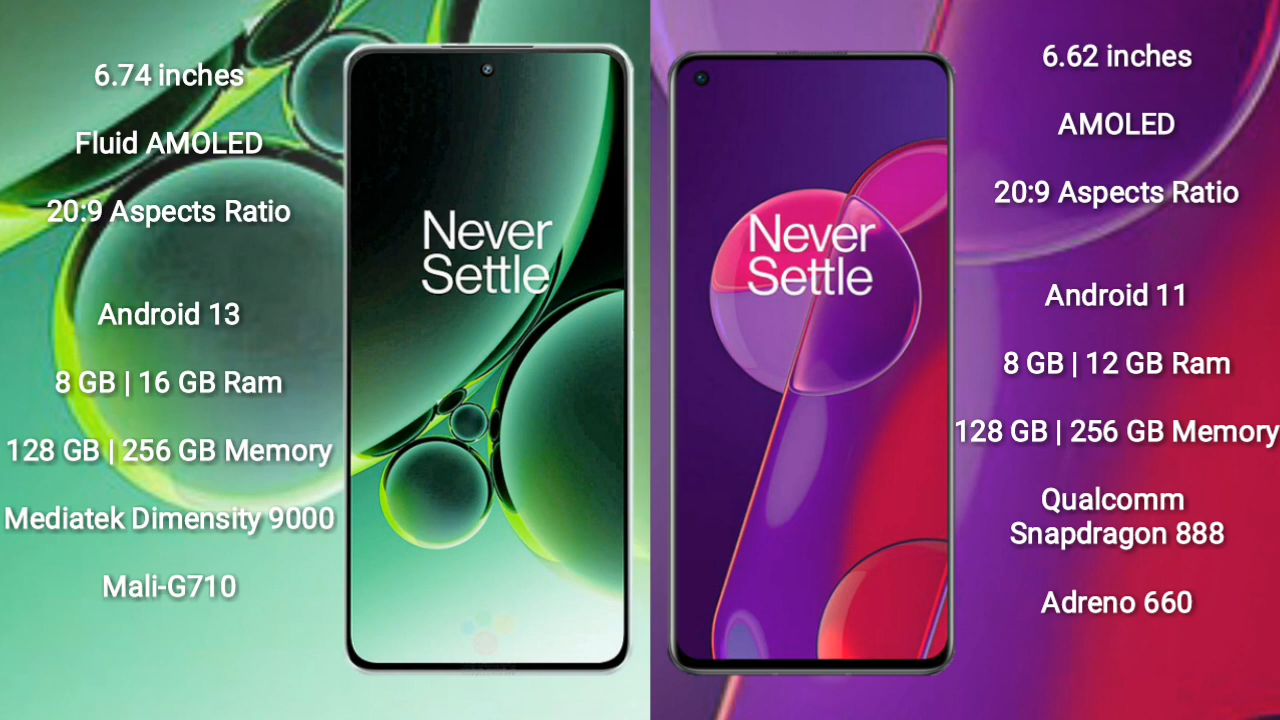 6.74 inches
Fluid AMOLED
20:9 Aspects Ratio
Android 13
8 GB | 16 GB Ram
128 GB | 256 GB Memory
Mediatek Dimensity 9000
Mali-G710
Never
Settle
Never
Settle
6.62 inches
AMOLED
20:9 Aspects Ratio
Android 11
8 GB | 12 GB Ram
128 GB | 256 GB Memory
Qualcomm
Snapdragon 888
Adreno 660